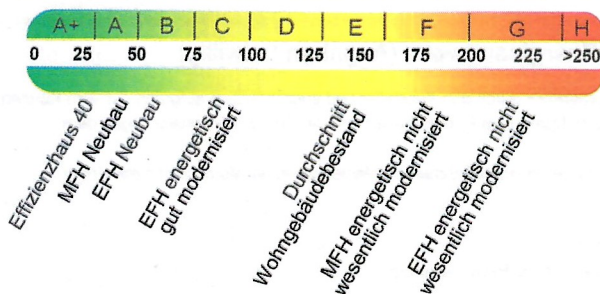 A+ A B C D E F G H
0 25 50 75 100 125 150 175 200 225 >250
Effizienzhaus 40
MFH Neubau
EFH Neubau
EFH energetisch
gut modernisiert
Durchschnitt
Wohngebäudebestand
MFH energetisch nicht
wesentlich modernisiert
EFH energetisch nicht
wesentlich modernisiert